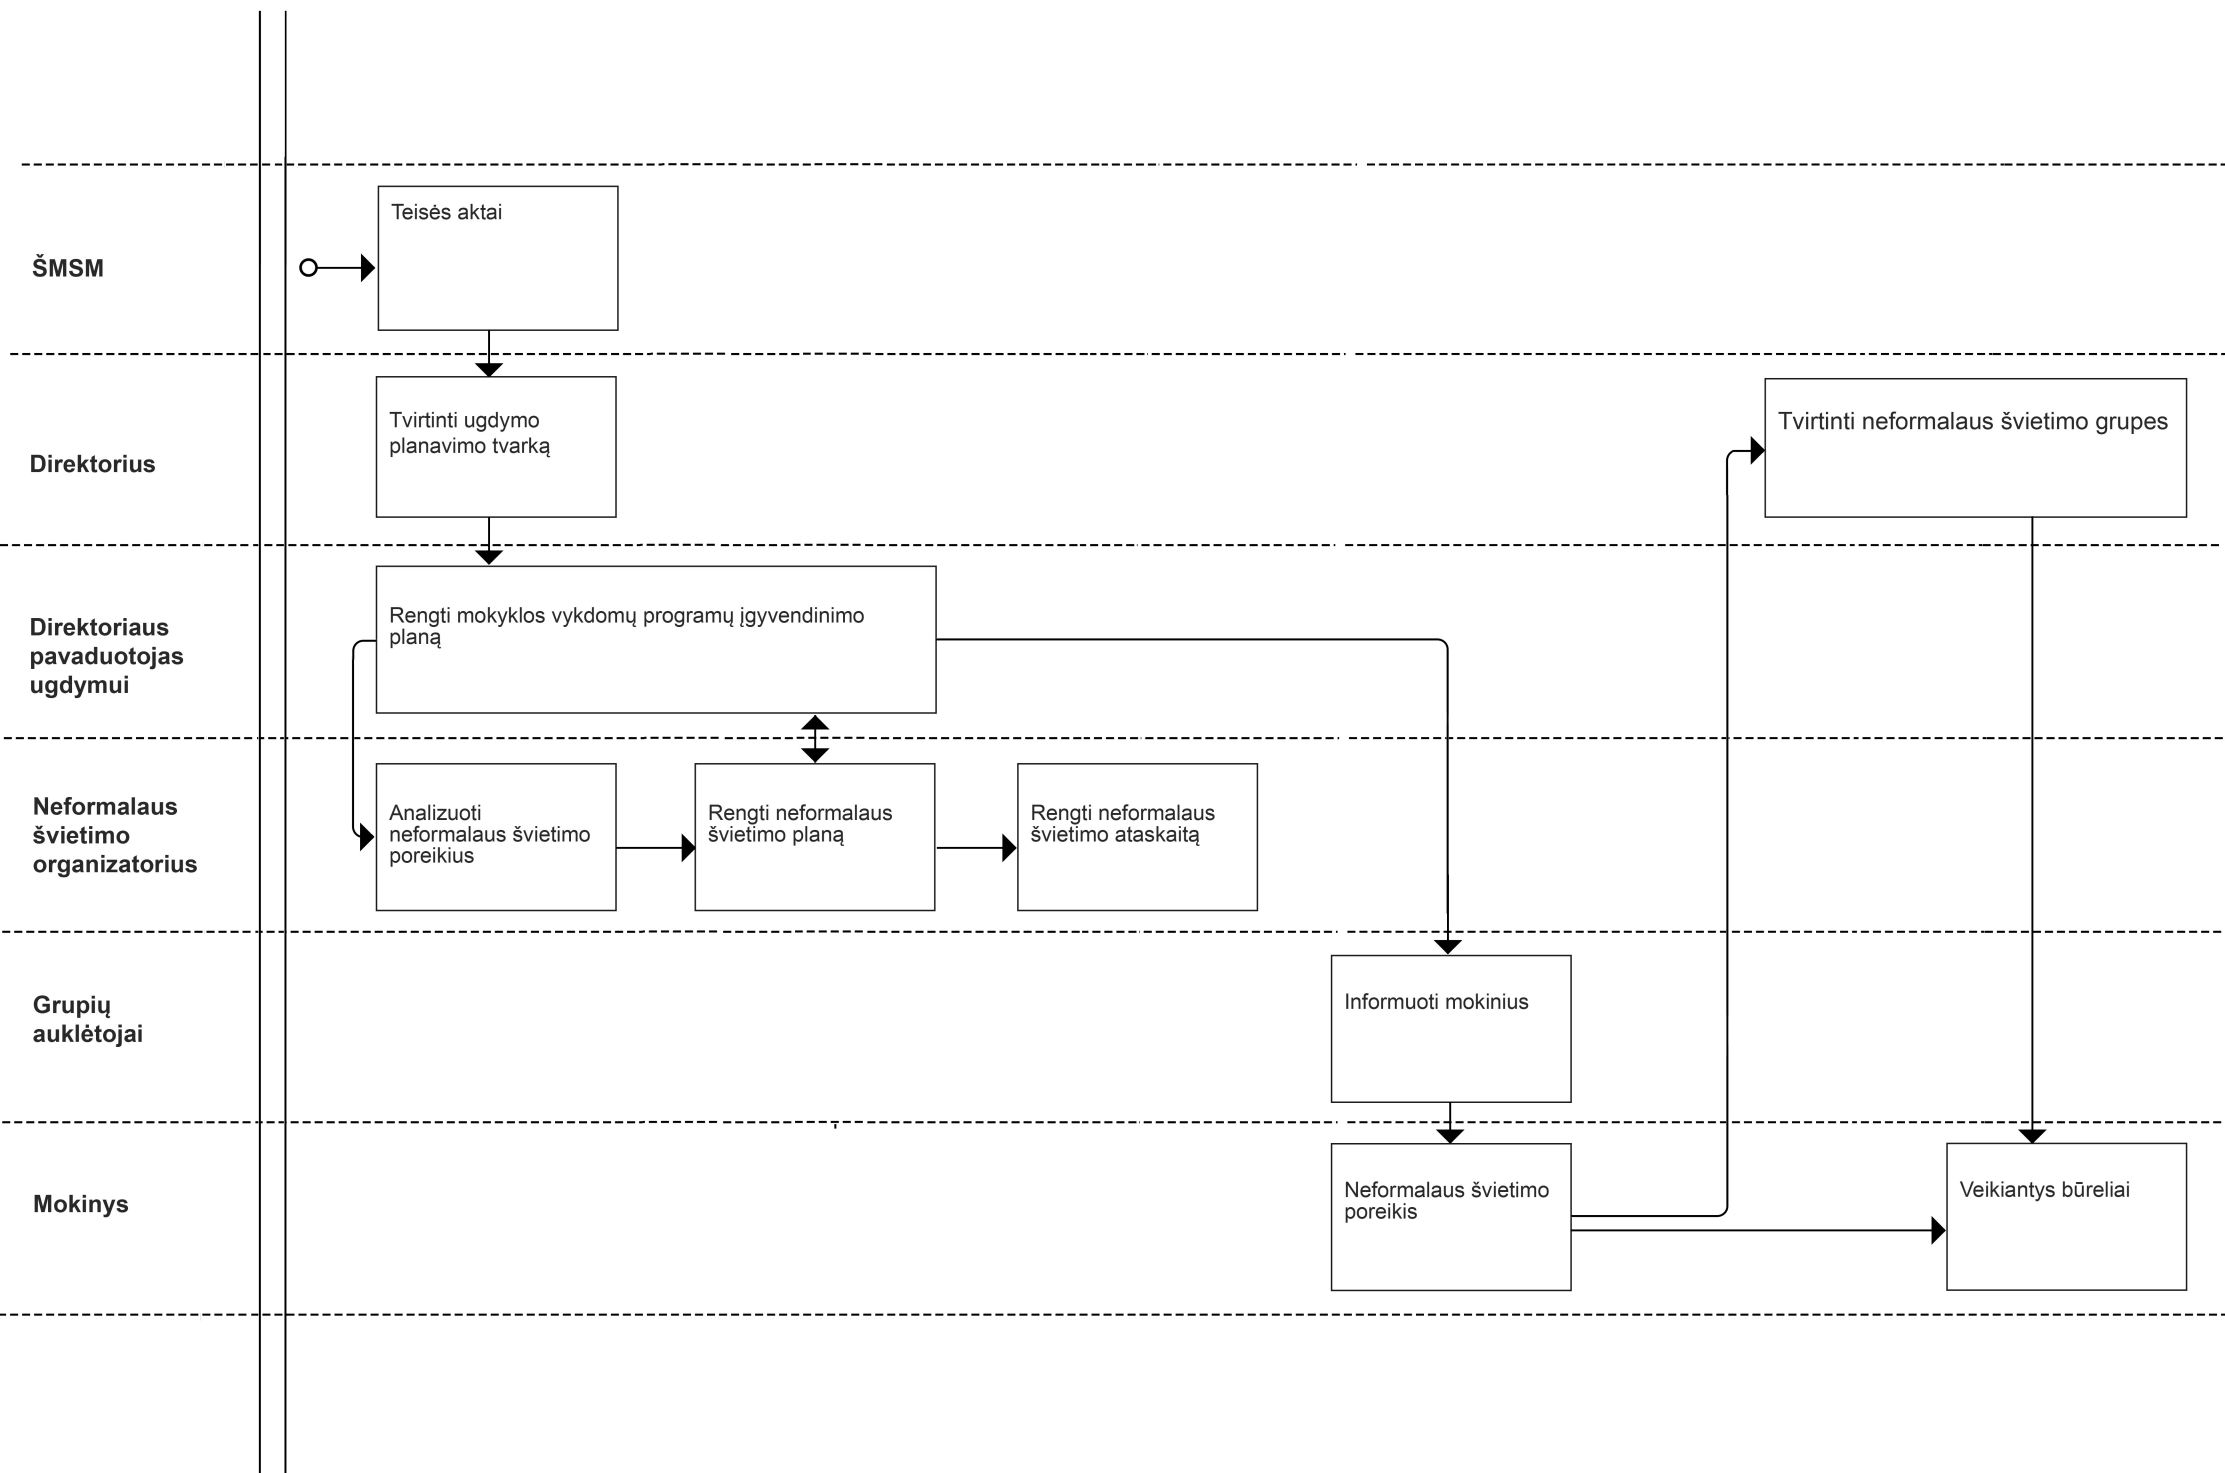 ŠMSM
Teisės aktai
Direktorius
Tvirtinti ugdymo
planavimo tvarką
Tvirtinti neformalaus švietimo grupes
Direktoriaus
pavaduotojas
ugdymui
Rengti mokyklos vykdomų programų įgyvendinimo
planą
Neformalaus
švietimo
organizatorius
Analizuoti
neformalaus švietimo
poreikius
Rengti neformalaus
švietimo planą
Rengti neformalaus
švietimo ataskaitą
Grupių
auklėtojai
Informuoti mokinius
Mokinys
Neformalaus švietimo
poreikis
Veikiantys būreliai